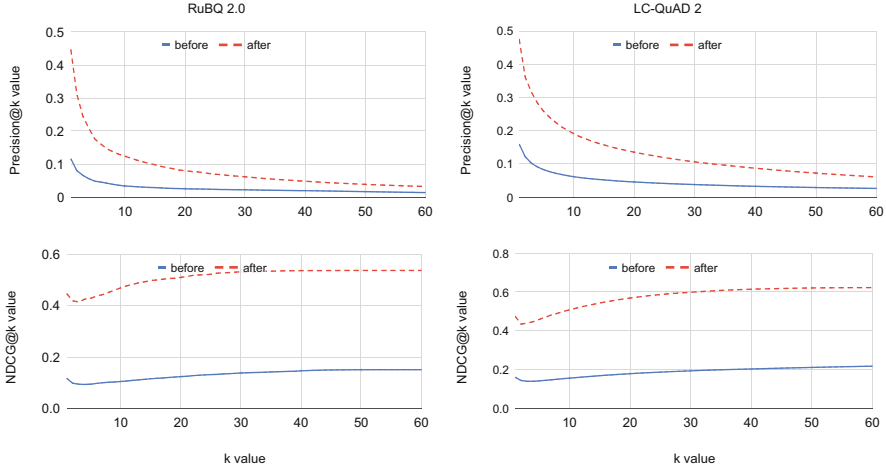 RuBQ 2.0
LC-QuAD 2
Precision@k value
0.5
0.4
0.3
0.2
0.1
0
before after
10 20 30 40 50 60
Precision@k value
0.5
0.4
0.3
0.2
0.1
0
before after
10 20 30 40 50 60
NDCG@k value
0.6
0.4
0.2
0.0
before after
10 20 30 40 50 60
k value
NDCG@k value
0.8
0.6
0.4
0.2
0.0
before after
10 20 30 40 50 60
k value